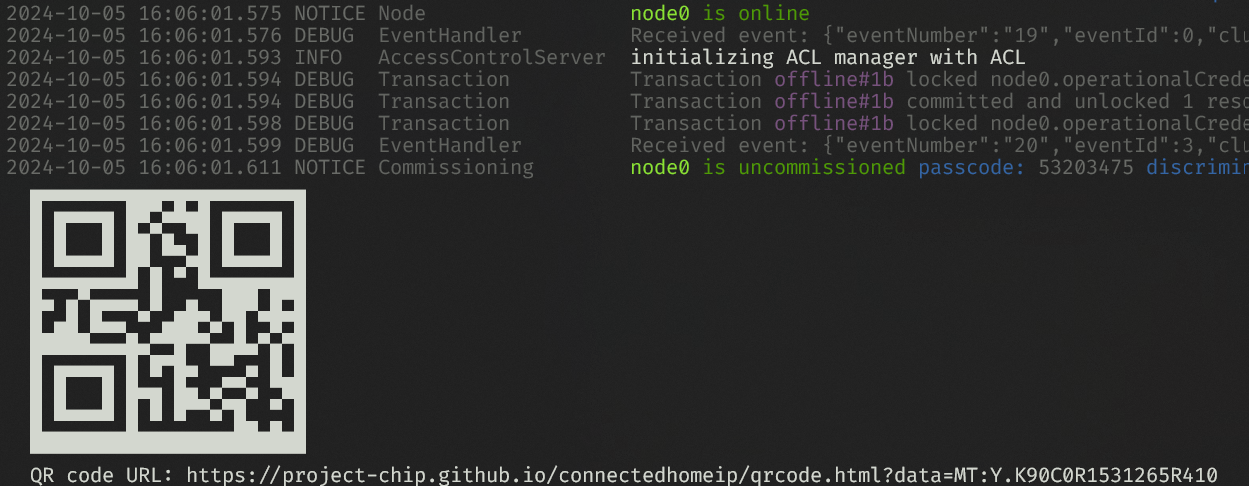 2024-10-05 16:06:01.575 NOTICE Node node0 is online
2024-10-05 16:06:01.576 DEBUG EventHandler Received event: {"eventNumber":"19","eventId":0,"clu
2024-10-05 16:06:01.593 INFO AccessControlServer initializing ACL manager with ACL
2024-10-05 16:06:01.594 DEBUG Transaction Transaction offline#1b locked node0.operationalCrede
2024-10-05 16:06:01.594 DEBUG Transaction Transaction offline#1b committed and unlocked 1 reso
2024-10-05 16:06:01.598 DEBUG Transaction Transaction offline#1b locked node0.operationalCrede
2024-10-05 16:06:01.599 DEBUG EventHandler Received event: {"eventNumber":"20","eventId":3,"clu
2024-10-05 16:06:01.611 NOTICE Commissioning node0 is uncommissioned passcode: 53203475 discrimin
QR code URL: https://project-chip.github.io/connectedhomeip/qrcode.html?data=MT:Y.K90C0R1531265R410